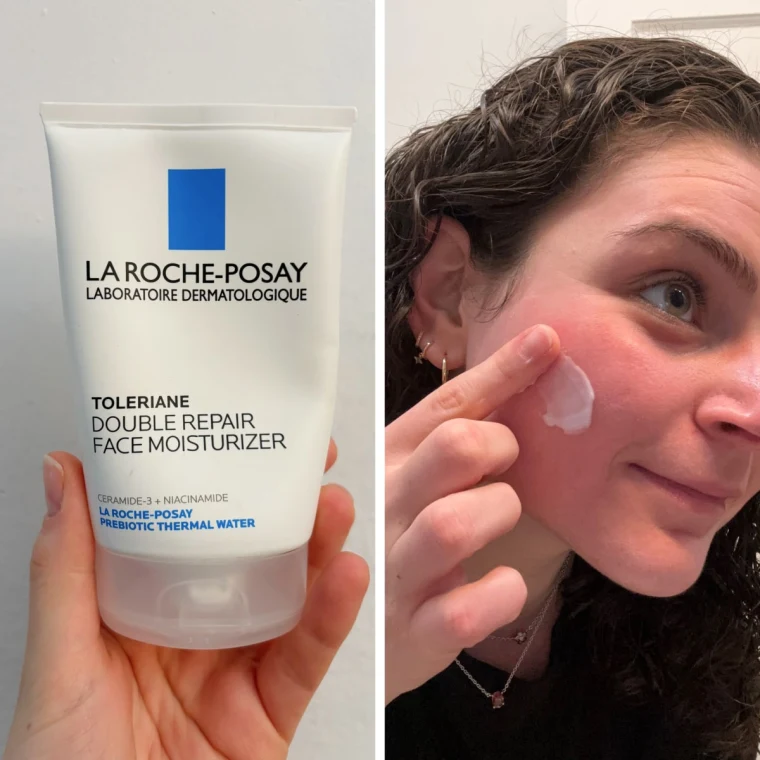 LA ROCHE-POSAY
LABORATOIRE DERMATOLOGIQUE
TOLERIANE
DOUBLE REPAIR
FACE MOISTURIZER
CERAMIDE-3 + NIACINAMIDE
LA ROCHE-POSAY
PREBIOTIC THERMAL WATER